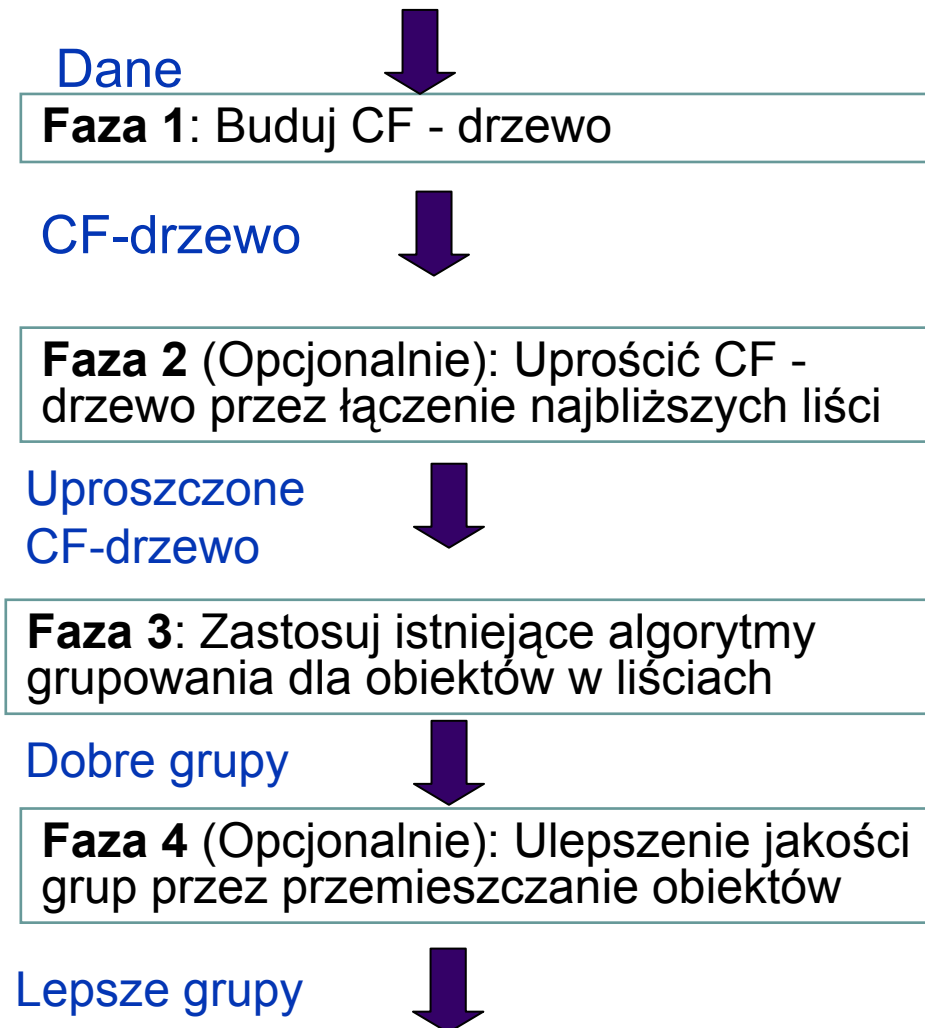 Dane
Faza 1: Buduj CF - drzewo
CF-drzewo
Faza 2 (Opcjonalnie): Uprościć CF -
drzewo przez łączenie najbliższych liści
Uproszczone
CF-drzewo
Faza 3: Zastosuj istniejące algorytmy
grupowania dla obiektów w liściach
Dobre grupy
Faza 4 (Opcjonalnie): Ulepszenie jakości
grup przez przemieszczanie obiektów
Lepsze grupy